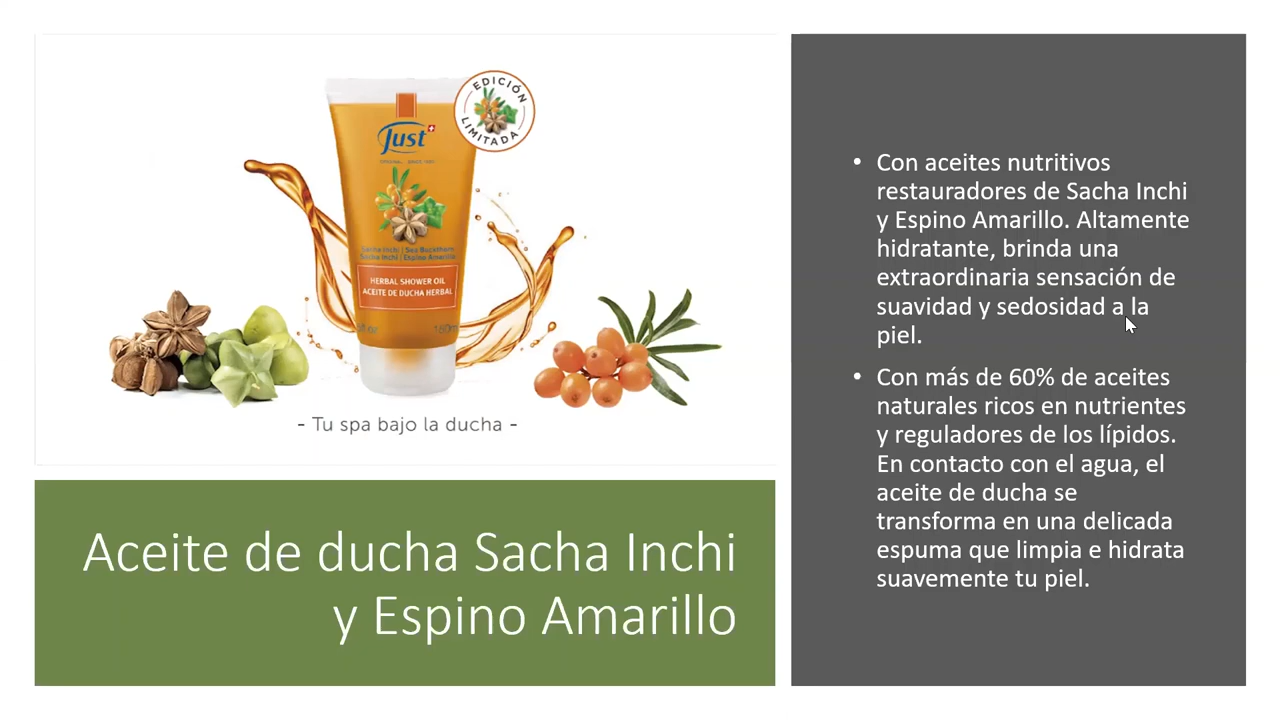 EDICIÓN
LIMITADA
Just
ORIGINAL SINCE 1930
Sacha Inchi / Sea Buckthorn
Sacha Inchi / Espino Amarillo
HERBAL SHOWER OIL
ACEITE DE DUCHA HERBAL
- Tu spa bajo la ducha -
Aceite de ducha Sacha Inchi
y Espino Amarillo
• Con aceites nutritivos
restauradores de Sacha Inchi
y Espino Amarillo. Altamente
hidratante, brinda una
extraordinaria sensación de
suavidad y sedosidad a la
piel.
• Con más de 60% de aceites
naturales ricos en nutrientes
y reguladores de los lípidos.
En contacto con el agua, el
aceite de ducha se
transforma en una delicada
espuma que limpia e hidrata
suavemente tu piel.